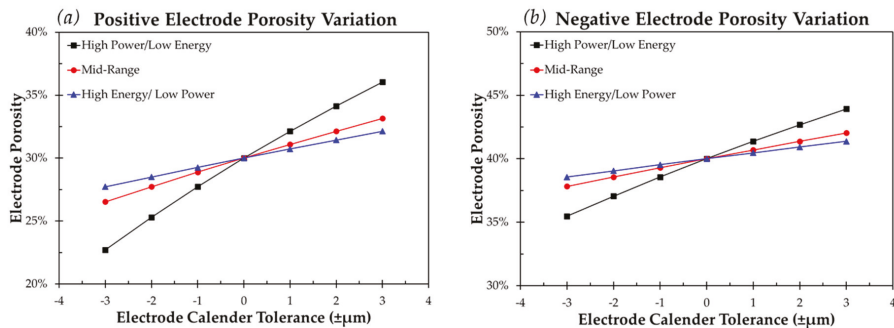 (a) Positive Electrode Porosity Variation
40%
35%
30%
25%
20%
Electrode Porosity
High Power/Low Energy
Mid-Range
High Energy/ Low Power
-4 -3 -2 -1 0 1 2 3 4
Electrode Calender Tolerance (±μm)
(b) Negative Electrode Porosity Variation
50%
45%
40%
35%
30%
Electrode Porosity
High Power/Low Energy
Mid-Range
High Energy/Low Power
-4 -3 -2 -1 0 1 2 3 4
Electrode Calender Tolerance (±μm)